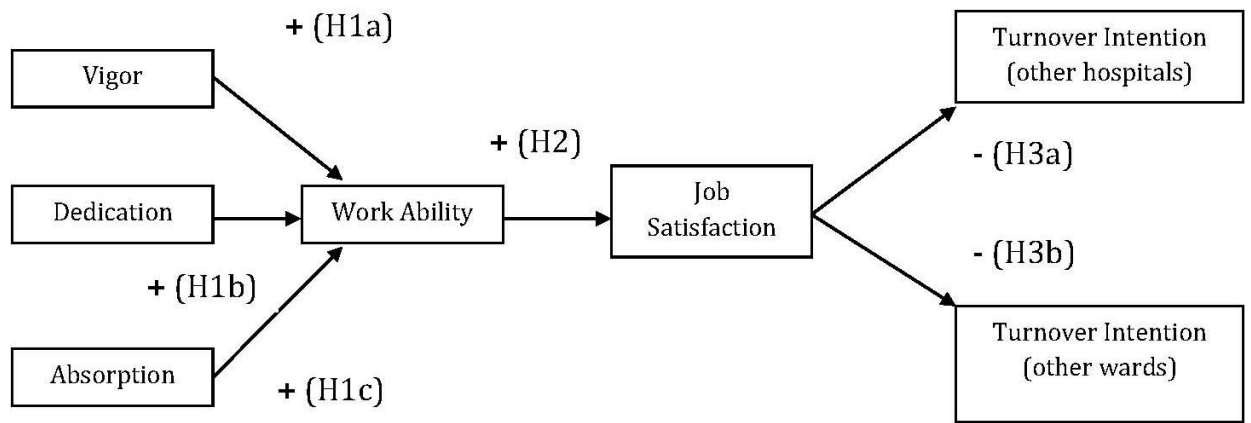 + (H1a)
Vigor
Dedication
+ (H1b)
Absorption
+ (H1c)
Work Ability
+ (H2)
Job
Satisfaction
Turnover Intention
(other hospitals)
- (H3a)
- (H3b)
Turnover Intention
(other wards)